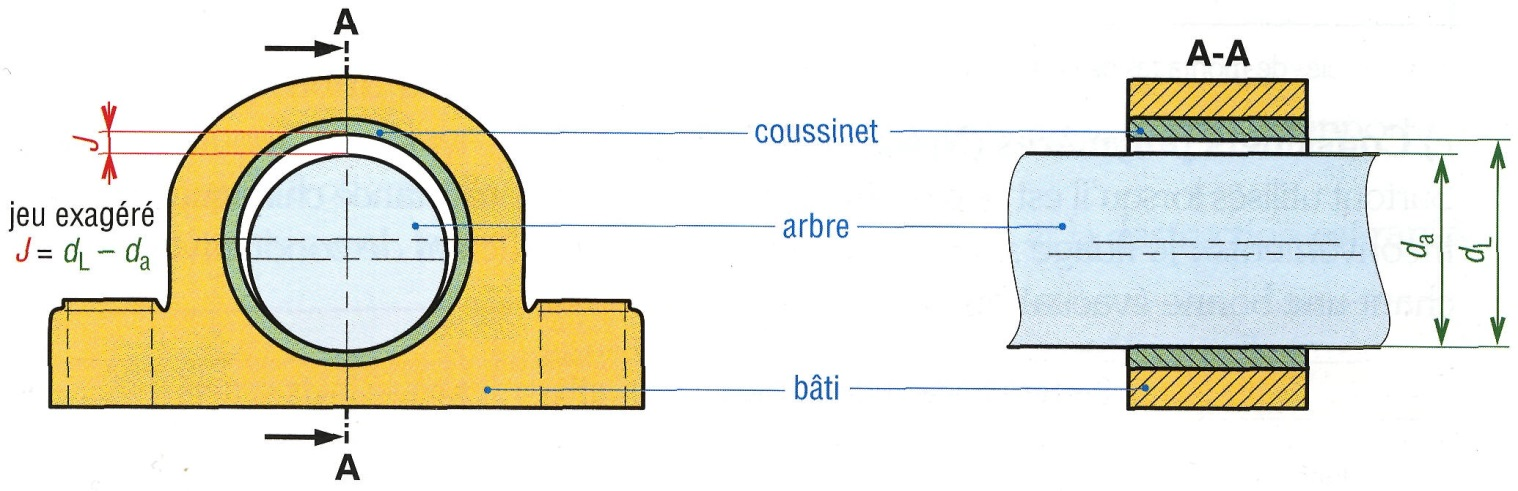 A
A-A
J
coussinet
jeu exagéré
J = dL – da
arbre
da
dL
bâti
A